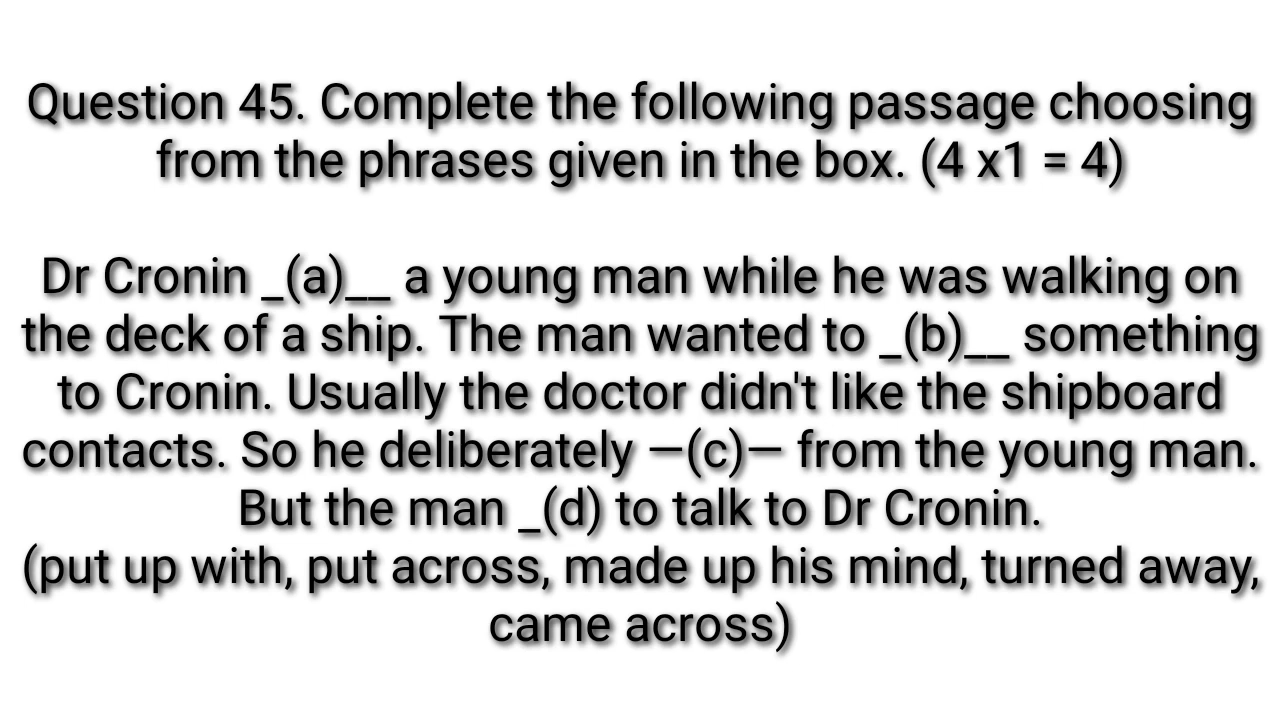 Question 45. Complete the following passage choosing
from the phrases given in the box. (4 x1 = 4)
Dr Cronin _(a)__ a young man while he was walking on
the deck of a ship. The man wanted to _(b)__ something
to Cronin. Usually the doctor didn't like the shipboard
contacts. So he deliberately —(c)— from the young man.
But the man _(d) to talk to Dr Cronin.
(put up with, put across, made up his mind, turned away,
came across)